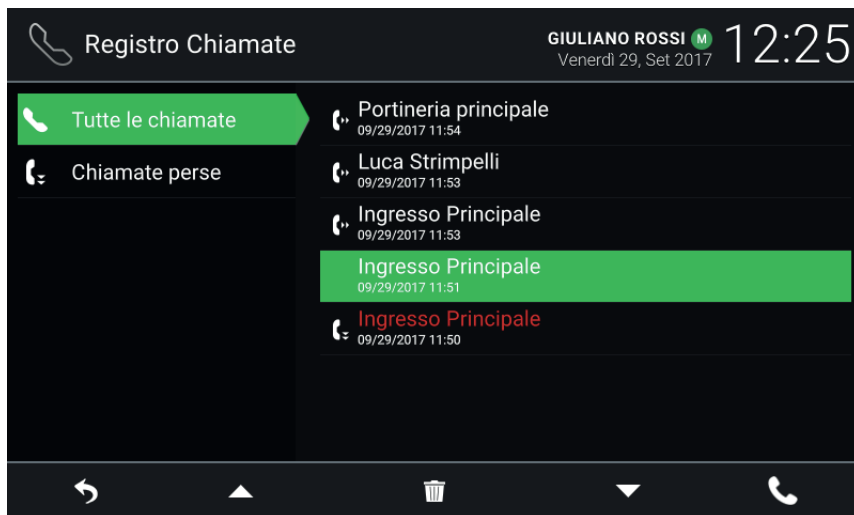 Registro Chiamate
GIULIANO ROSSI M
Venerdì 29, Set 2017
12:25
Tutte le chiamate
Chiamate perse
Portineria principale
09/29/2017 11:54
Luca Strimpelli
09/29/2017 11:53
Ingresso Principale
09/29/2017 11:53
Ingresso Principale
09/29/2017 11:51
Ingresso Principale
09/29/2017 11:50